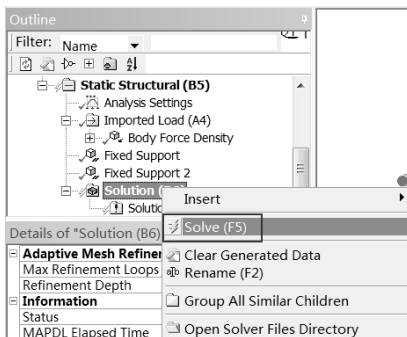 Outline
Filter: Name
Static Structural (B5)
Analysis Settings
Imported Load (A4)
Body Force Density
Fixed Support
Fixed Support 2
Solution
Insert
Solve (F5)
Details of "Solution (B6)
Clear Generated Data
Adaptive Mesh
Max Refinement Loops
Rename (F2)
Refinement Depth
Information
Group All Similar Children
Status
MAPDL Elapsed Time
Open Solver Files Directory